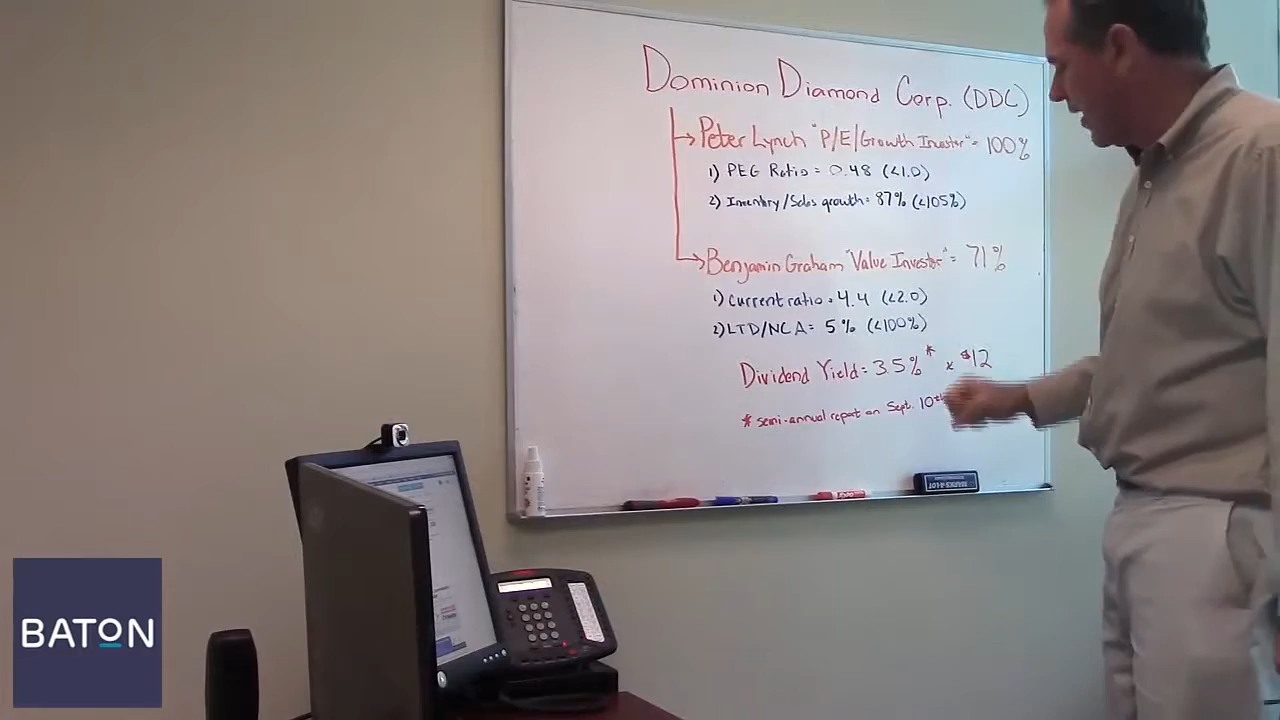 Dominion Diamond Corp. (DDC)
Peter Lynch "P/E/Growth Investor" = 100%
1) PEG Ratio = 0.48 (<1.0)
2) Inventory/Sales growth = 87% (<105%)
Benjamin Graham "Value Investor" = 71%
1) Current ratio = 4.4 (<2.0)
2) LTD/NCA = 5% (<100%)
Dividend Yield = 3.5%* x $12
* semi-annual report on Sept. 10th
MARKS-A-LOT
BATON